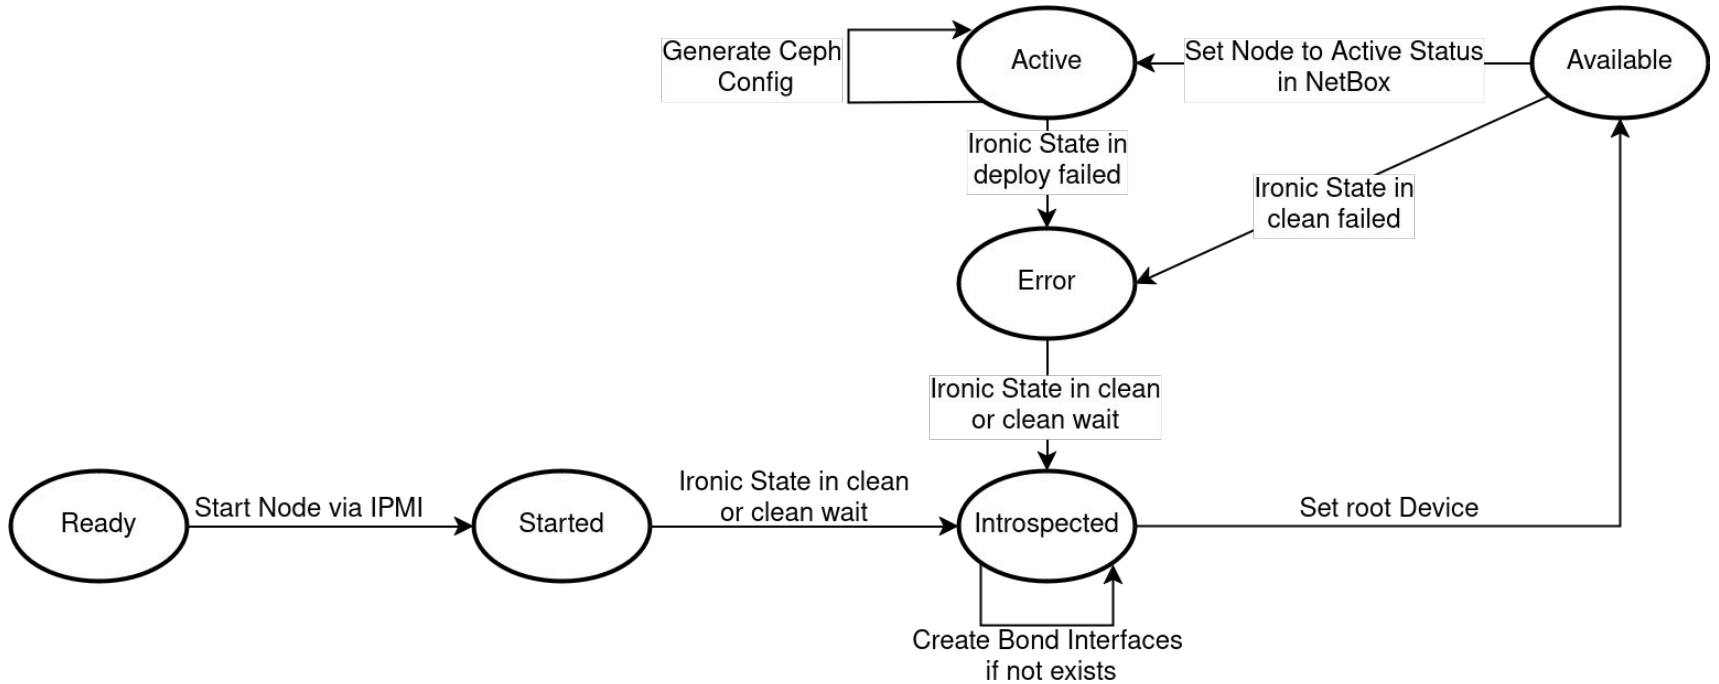 Generate Ceph
Config
Active
Set Node to Active Status
in NetBox
Available
Ironic State in
deploy failed
Ironic State in
clean failed
Error
Ironic State in clean
or clean wait
Ready
Start Node via IPMI
Started
Ironic State in clean
or clean wait
Introspected
Set root Device
Create Bond Interfaces
if not exists